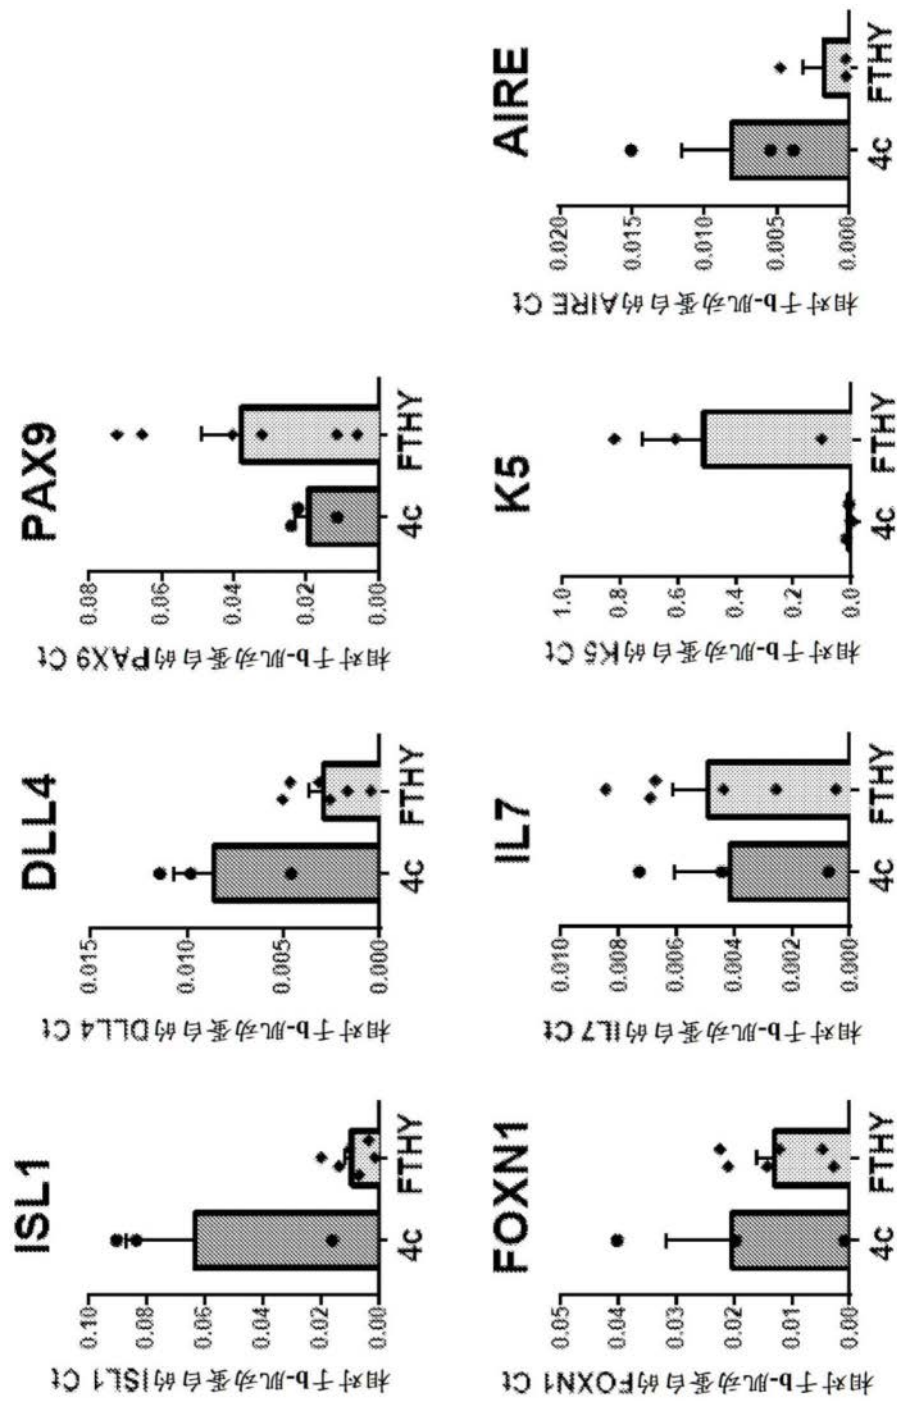 ISL1
相对于b-肌动蛋白的ISL1 Ct
0.10
0.08
0.06
0.04
0.02
0.00
4c FTHY
DLL4
相对于b-肌动蛋白的DLL4 Ct
0.015
0.010
0.005
0.000
4c FTHY
PAX9
相对于b-肌动蛋白的PAX9 Ct
0.08
0.06
0.04
0.02
0.00
4c FTHY
FOXN1
相对于b-肌动蛋白的FOXN1 Ct
0.05
0.04
0.03
0.02
0.01
0.00
4c FTHY
IL7
相对于b-肌动蛋白的IL7 Ct
0.010
0.008
0.006
0.004
0.002
0.000
4c FTHY
K5
相对于b-肌动蛋白的K5 Ct
1.0
0.8
0.6
0.4
0.2
0.0
4c FTHY
AIRE
相对于b-肌动蛋白的AIRE Ct
0.020
0.015
0.010
0.005
0.000
4c FTHY